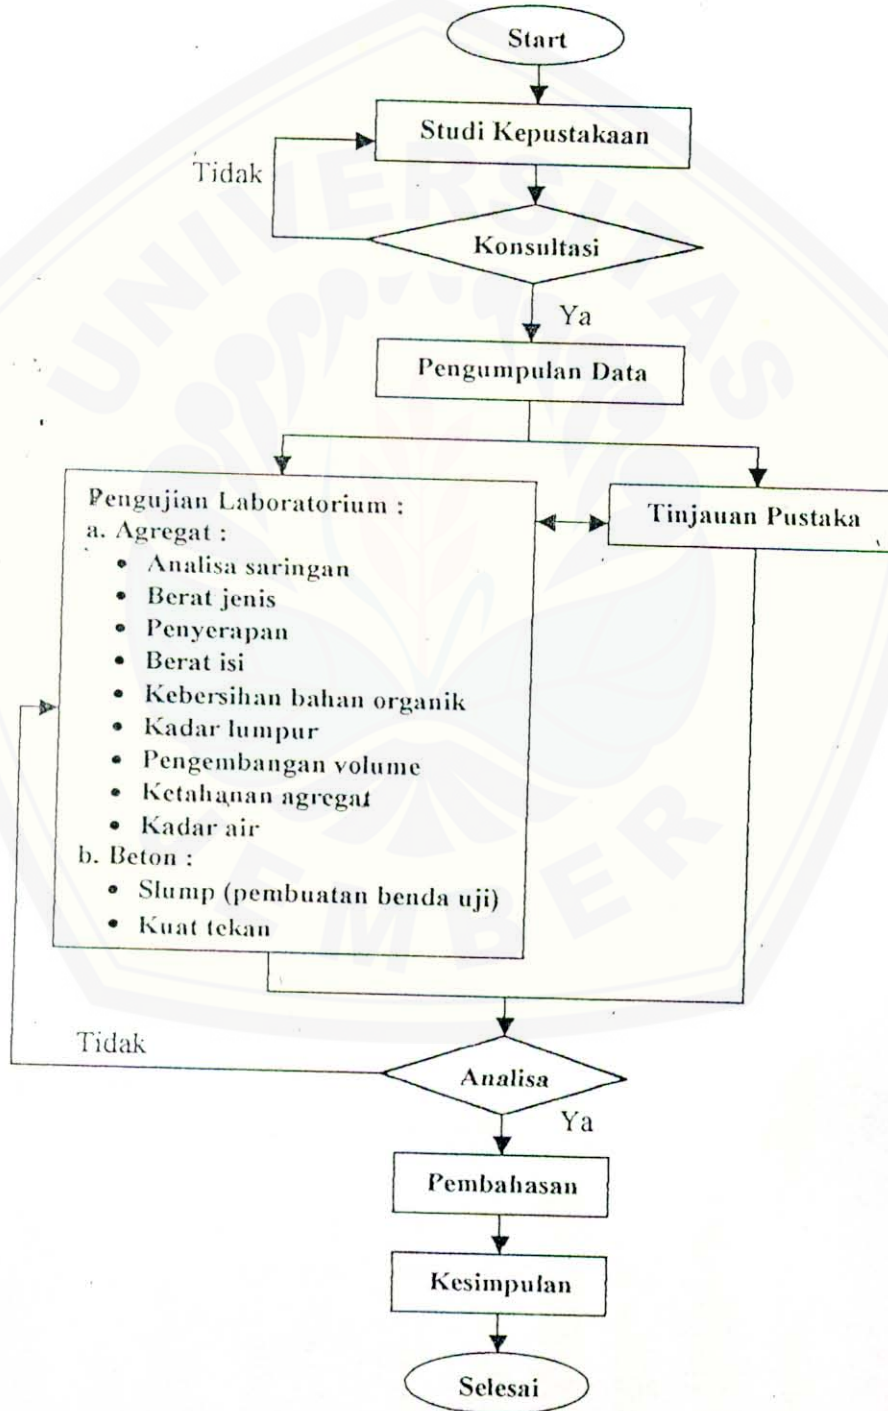 Start
Studi Kepustakaan
Tidak
Konsultasi
Ya
Pengumpulan Data
Pengujian Laboratorium :
a. Agregat :
• Analisa saringan
• Berat jenis
• Penyerapan
• Berat isi
• Kebersihan bahan organik
• Kadar lumpur
• Pengembangan volume
• Ketahanan agregat
• Kadar air
b. Beton :
• Slump (pembuatan benda uji)
• Kuat tekan
Tinjauan Pustaka
Tidak
Analisa
Ya
Pembahasan
Kesimpulan
Selesai
UNIVERSITAS
JEMBER